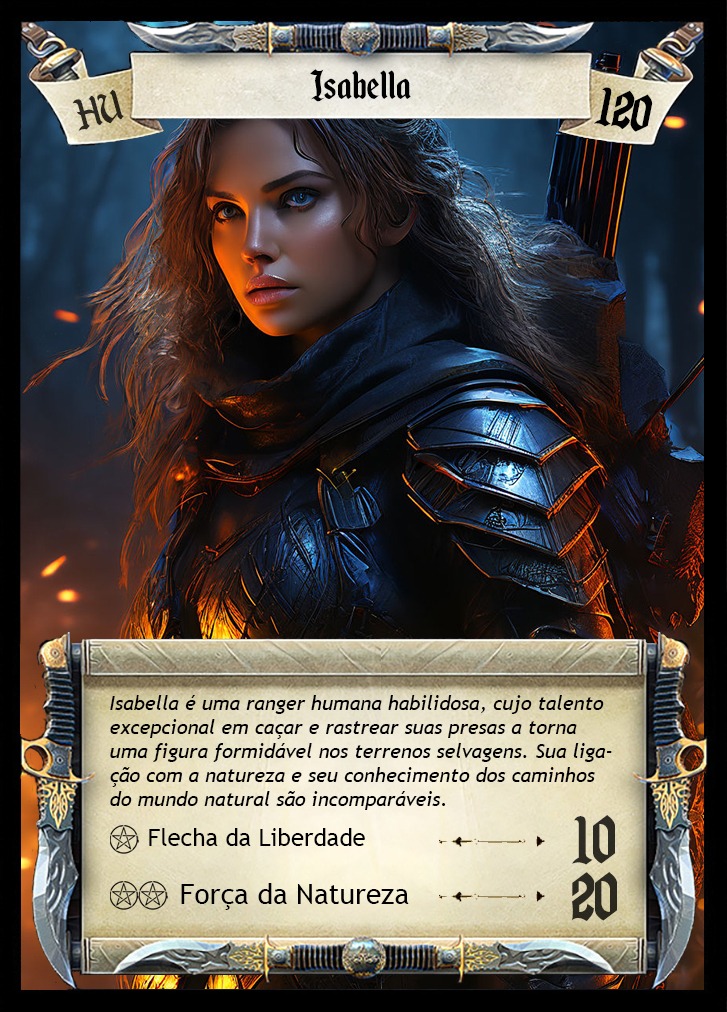 HU
Isabella
120
Isabella é uma ranger humana habilidosa, cujo talento
excepcional em caçar e rastrear suas presas a torna
uma figura formidável nos terrenos selvagens. Sua liga-
ção com a natureza e seu conhecimento dos caminhos
do mundo natural são incomparáveis.
Flecha da Liberdade 10
Força da Natureza 20